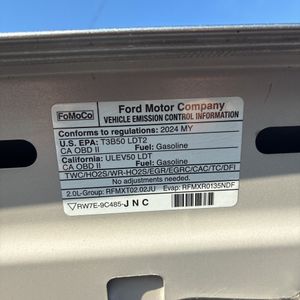 FoMoCo
Ford Motor Company
VEHICLE EMISSION CONTROL INFORMATION
Conforms to regulations: 2024 MY
U.S. EPA: T3B50 LDT2
CA OBD II Fuel: Gasoline
California: ULEV50 LDT
CA OBD II Fuel: Gasoline
TWC/HO2S/WR-HO2S/EGR/EGRC/CAC/TC/DFI
No adjustments needed.
2.0L-Group: RFMXT02.02JU Evap: RFMXR0135NDF
RW7E-9C485-JNC